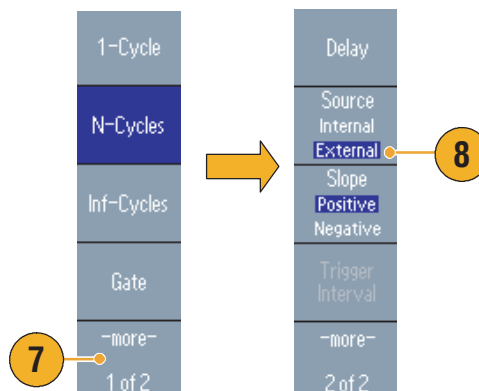 1-Cycle
N-Cycles
Inf-Cycles
Gate
-more-
1 of 2
7
Delay
Source
Internal
External
8
Slope
Positive
Negative
Trigger
Interval
-more-
2 of 2